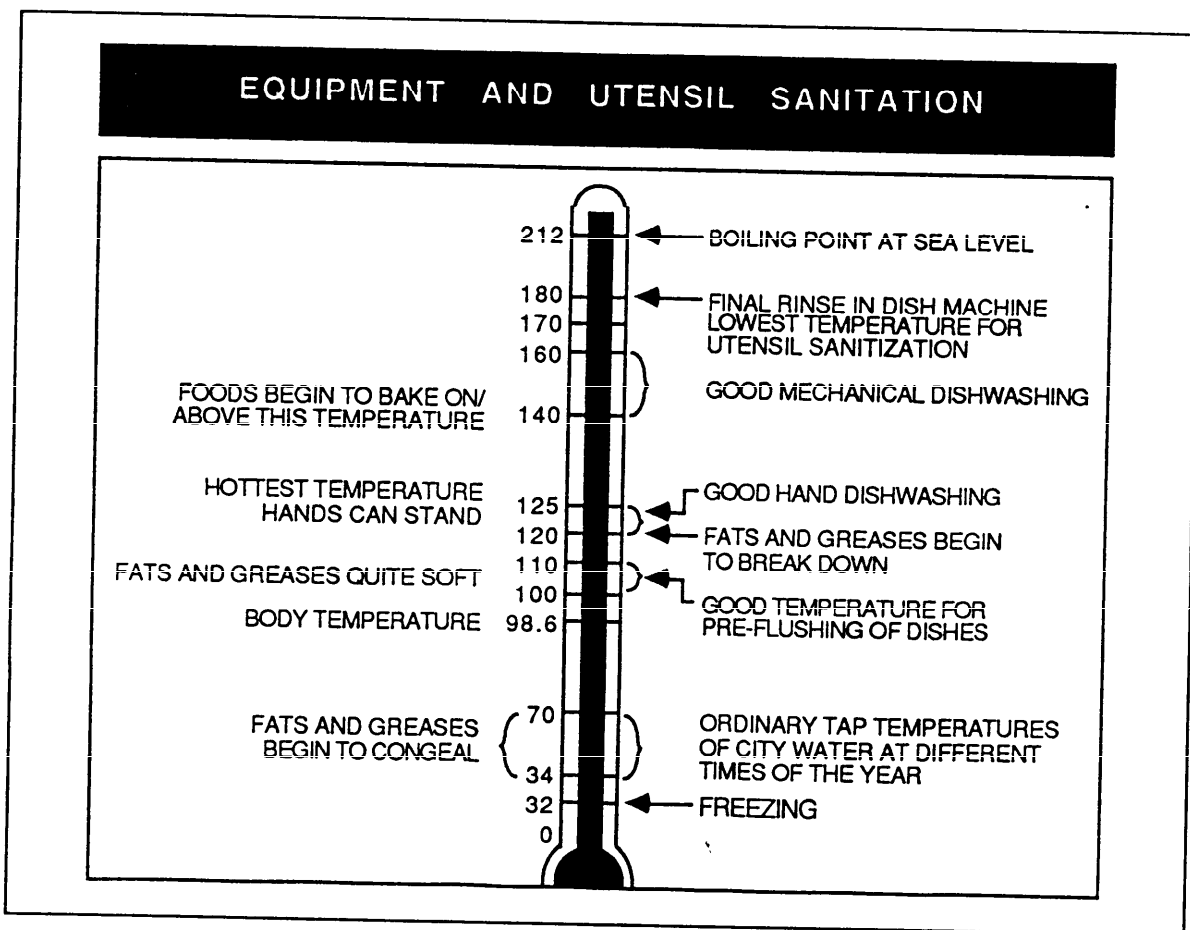 EQUIPMENT AND UTENSIL SANITATION
212
BOILING POINT AT SEA LEVEL
180
FINAL RINSE IN DISH MACHINE
LOWEST TEMPERATURE FOR
UTENSIL SANITIZATION
170
160
GOOD MECHANICAL DISHWASHING
FOODS BEGIN TO BAKE ON/
ABOVE THIS TEMPERATURE
140
HOTTEST TEMPERATURE
HANDS CAN STAND
125
GOOD HAND DISHWASHING
120
FATS AND GREASES BEGIN
TO BREAK DOWN
110
FATS AND GREASES QUITE SOFT
100
GOOD TEMPERATURE FOR
PRE-FLUSHING OF DISHES
BODY TEMPERATURE
98.6
70
FATS AND GREASES
BEGIN TO CONGEAL
ORDINARY TAP TEMPERATURES
OF CITY WATER AT DIFFERENT
TIMES OF THE YEAR
34
32
FREEZING
0